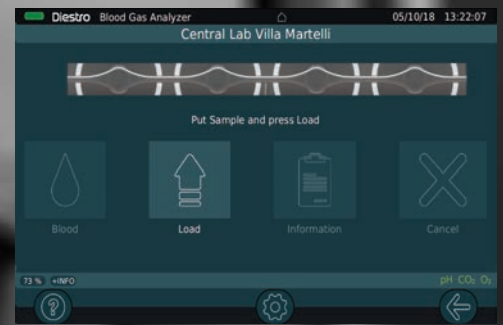 Diestro Blood Gas Analyzer 05/10/18 13:22:07
Central Lab Villa Martelli
Put Sample and press Load
Blood Load Information Cancel
73 % +INFO pH CO₂ O₂
?